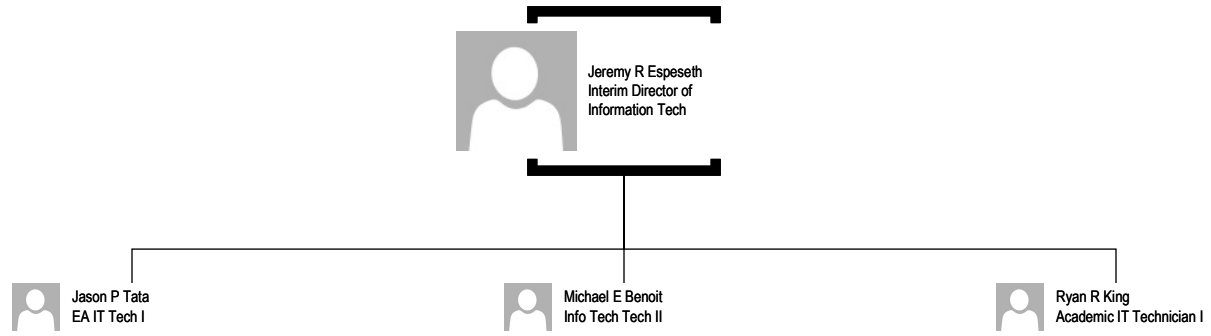 Jeremy R Espeseth
Interim Director of
Information Tech
Jason P Tata
EA IT Tech I
Michael E Benoit
Info Tech Tech II
Ryan R King
Academic IT Technician I